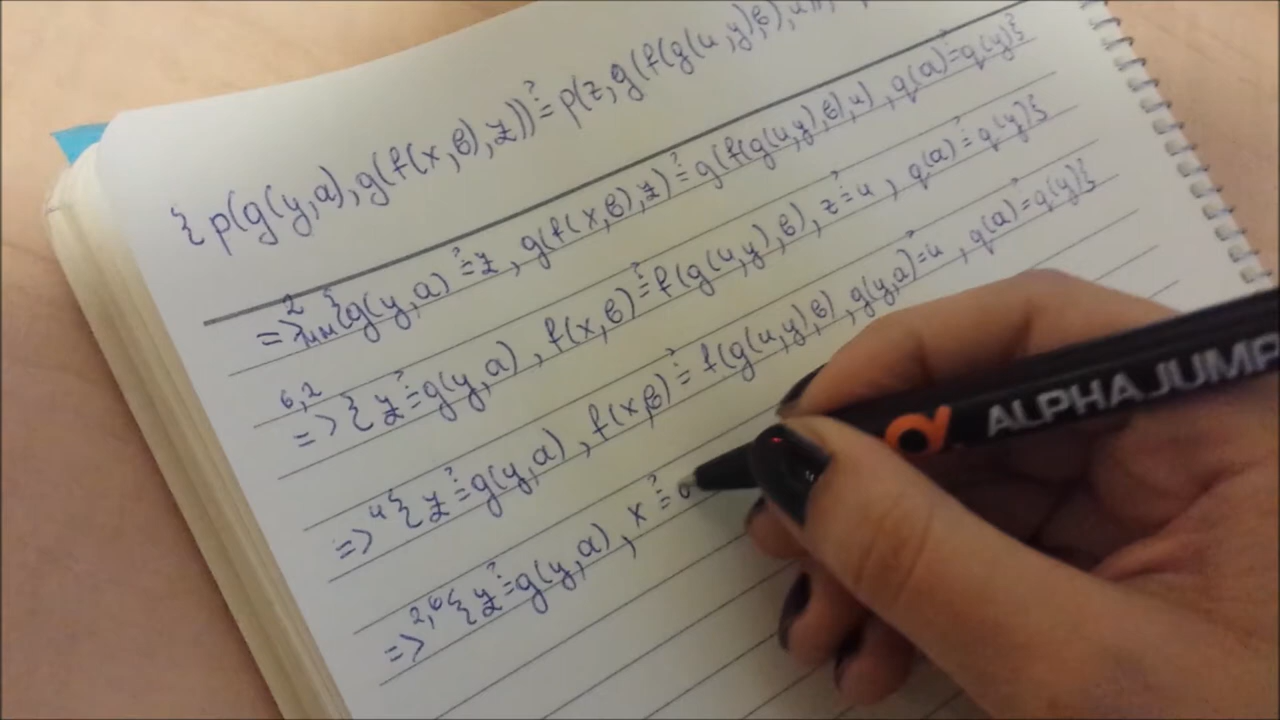 { p(g(y,a),g(f(x,b),z)) ≟ p(z,g(f(g(u,y),b),u)),
=>² {g(y,a) ≟ z , g(f(x,b),z) ≟ g(f(g(u,y),b),u) , q(a) ≟ q(y)}
=>⁶,² { z ≟ g(y,a) , f(x,b) ≟ f(g(u,y),b), z ≟ u , q(a) ≟ q(y)}
=>⁴ { z ≟ g(y,a) , f(x,b) ≟ f(g(u,y),b) , g(y,a) ≟ u , q(a) ≟ q(y)}
=>²,⁶ { z ≟ g(y,a) , x ≟
ALPHAJUMP